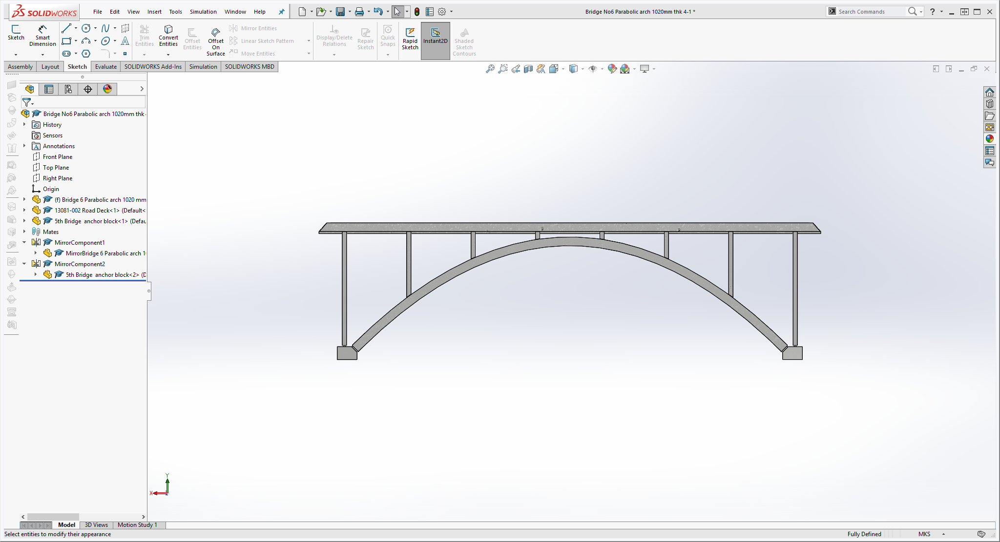 SOLIDWORKS
File Edit View Insert Tools Simulation Window Help
Bridge No6 Parabolic arch 1020mm thk 4-1 *
Search Commands
?
Sketch
Smart Dimension
Trim Entities
Convert Entities
Offset Entities
Offset On Surface
Mirror Entities
Linear Sketch Pattern
Move Entities
Display/Delete Relations
Repair Sketch
Quick Snaps
Rapid Sketch
Instant2D
Shaded Sketch Contours
Assembly Layout Sketch Evaluate SOLIDWORKS Add-Ins Simulation SOLIDWORKS MBD
Bridge No6 Parabolic arch 1020mm thk
History
Sensors
Annotations
Front Plane
Top Plane
Right Plane
Origin
(f) Bridge 6 Parabolic arch 1020 mm
13081-002 Road Deck<1> (Default<
5th Bridge anchor block<1> (Defau
Mates
MirrorComponent1
MirrorBridge 6 Parabolic arch 1
MirrorComponent2
5th Bridge anchor block<2> (D
Y
X
Z
Model 3D Views Motion Study 1
Select entities to modify their appearance
Fully Defined
MKS